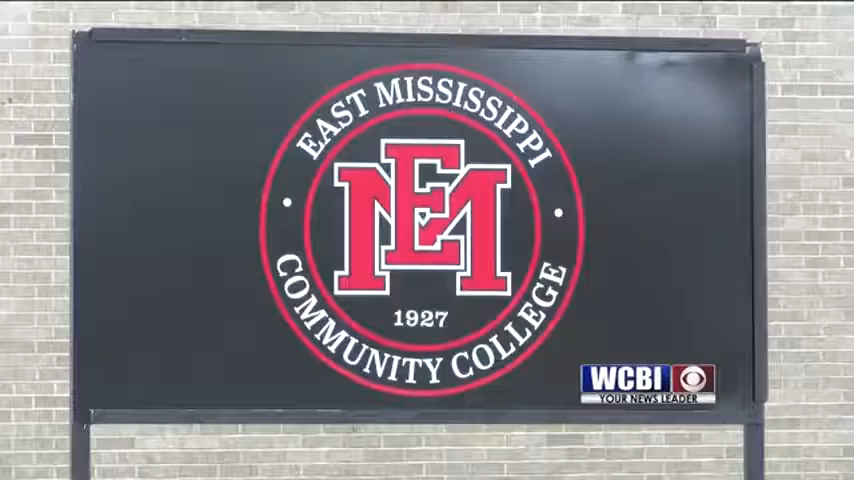 EAST MISSISSIPPI
EM
1927
COMMUNITY COLLEGE
WCBI
YOUR NEWS LEADER